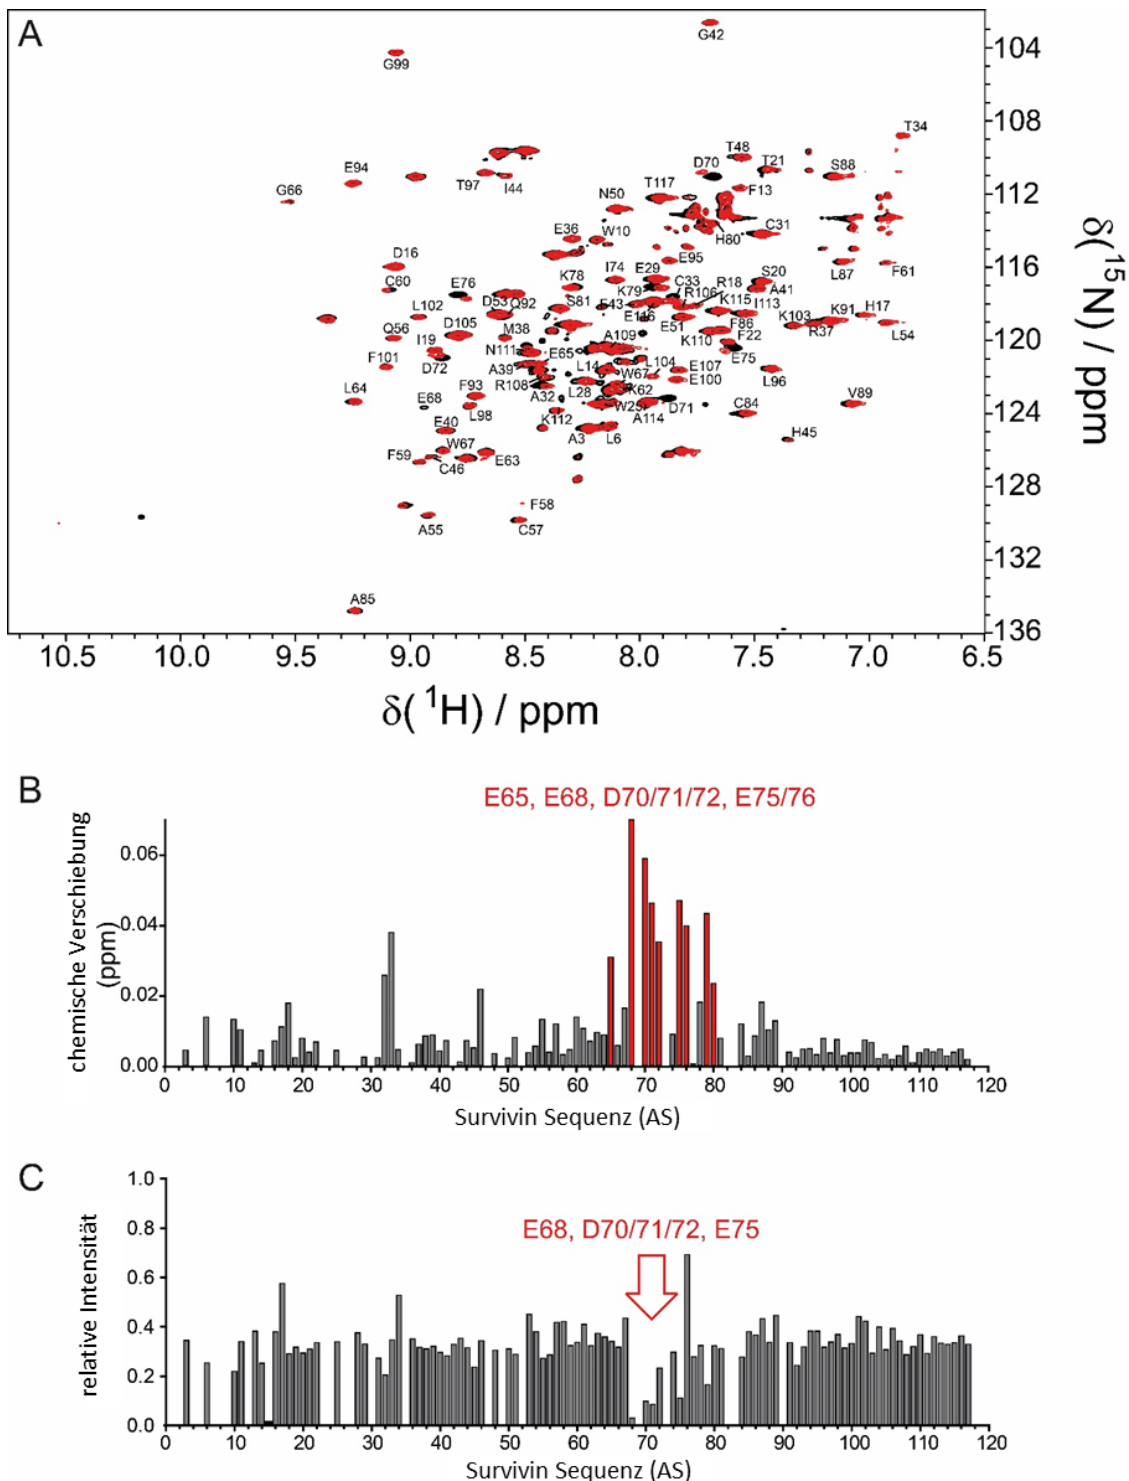 A
G42
G99
104
108
T34
T48
D70
T21
S88
E94
T97
I44
F13
G66
N50
T117
112
E36
W10
H80
C31
D16
E95
116
I74
E29
C33
R18
S20
L87
F61
K78
K79
R106
A41
C60
E76
D53
Q92
S81
E43
K115
I113
K91
H17
L102
E116
E51
F86
K103
R37
L54
Q56
I19
D105
M38
A109
K110
F22
120
N111
E65
E75
F101
D72
A39
L14
W67
L104
E107
L96
R108
E100
L64
E68
F93
A32
L28
K62
V89
L98
K112
W25
A114
D71
C84
124
E40
A3
L6
H45
F59
W67
C46
E63
128
A55
F58
C57
132
A85
136
10.5 10.0 9.5 9.0 8.5 8.0 7.5 7.0 6.5
δ( ¹H) / ppm
δ(¹⁵N) / ppm
B
E65, E68, D70/71/72, E75/76
chemische Verschiebung
(ppm)
0.06
0.04
0.02
0.00
0 10 20 30 40 50 60 70 80 90 100 110 120
Survivin Sequenz (AS)
C
E68, D70/71/72, E75
relative Intensität
1.0
0.8
0.6
0.4
0.2
0.0
0 10 20 30 40 50 60 70 80 90 100 110 120
Survivin Sequenz (AS)